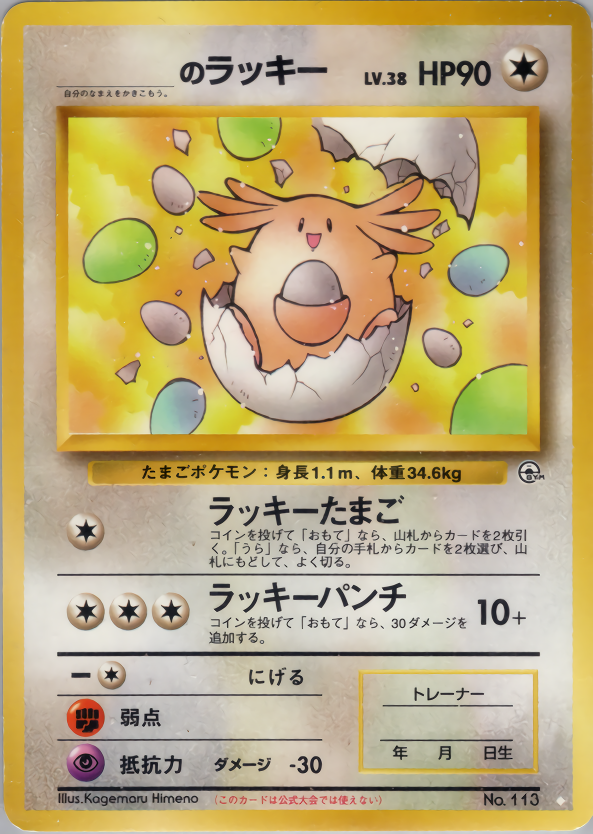 のラッキー LV.38 HP90
自分のなまえをかきこもう。
たまごポケモン：身長1.1m、体重34.6kg
GYM
ラッキーたまご
コインを投げて「おもて」なら、山札からカードを2枚引
く。「うら」なら、自分の手札からカードを2枚選び、山
札にもどして、よく切る。
ラッキーパンチ 10+
コインを投げて「おもて」なら、30ダメージを
追加する。
にげる
弱点
抵抗力 ダメージ -30
トレーナー
年 月 日生
Illus.Kagemaru Himeno (このカードは公式大会では使えない) No. 113